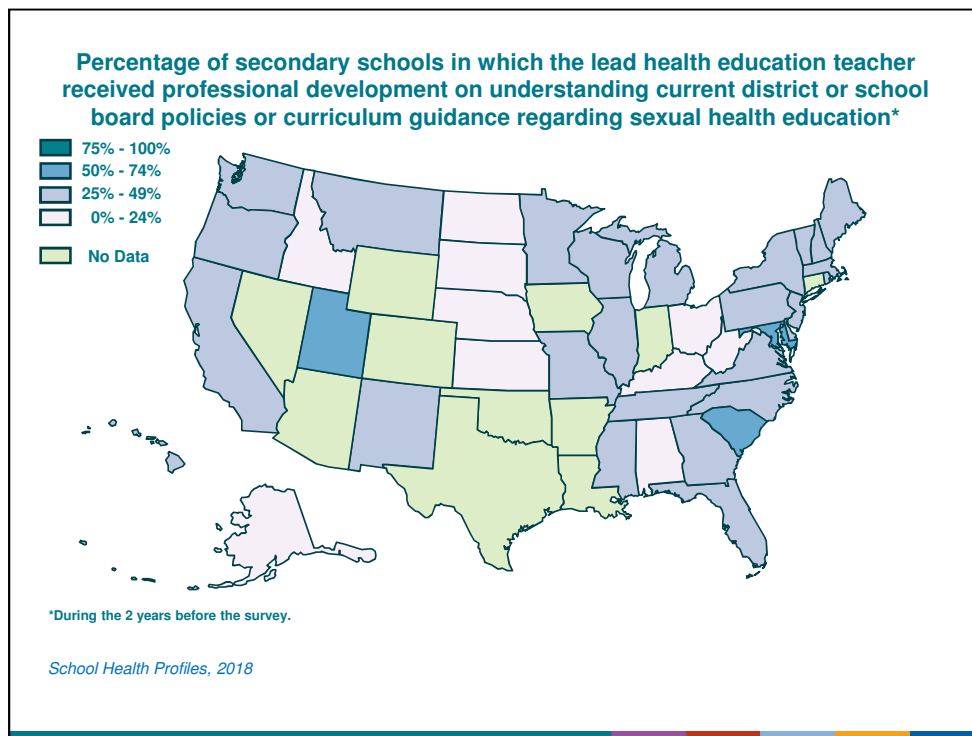 Percentage of secondary schools in which the lead health education teacher
received professional development on understanding current district or school
board policies or curriculum guidance regarding sexual health education*
75% - 100%
50% - 74%
25% - 49%
0% - 24%
No Data
*During the 2 years before the survey.
School Health Profiles, 2018